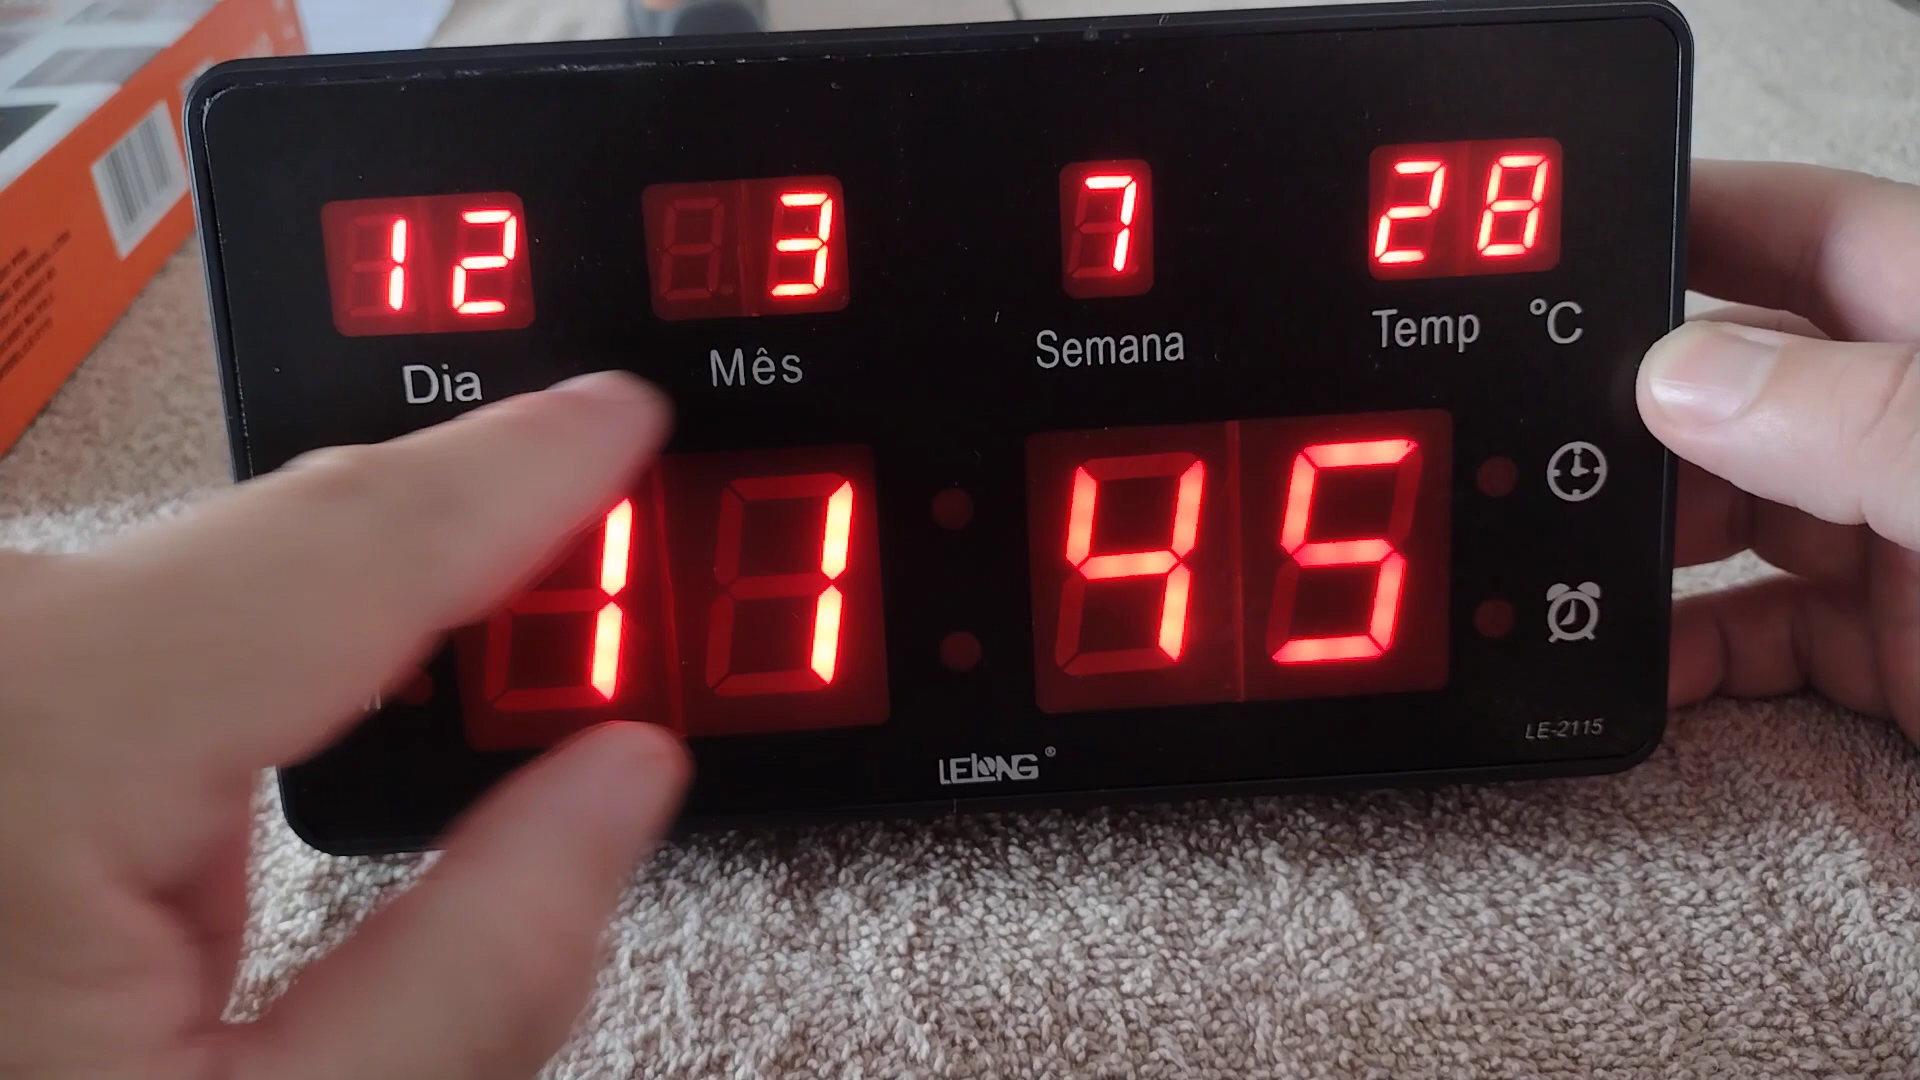 12 3 7 28
Dia Mês Semana Temp °C
11 45
LE-2115
LELONG®